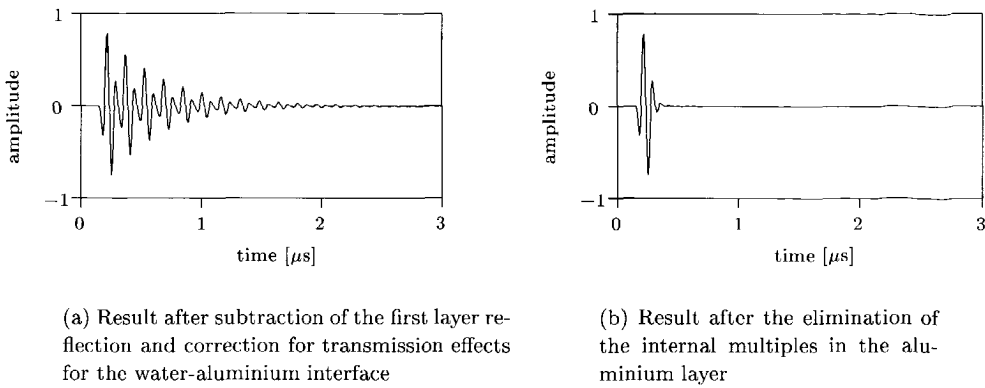 1
0
−1
amplitude
0
1
2
3
time [μs]
1
0
−1
amplitude
0
1
2
3
time [μs]
(a) Result after subtraction of the first layer re-
flection and correction for transmission effects
for the water-aluminium interface
(b) Result after the elimination of
the internal multiples in the alu-
minium layer